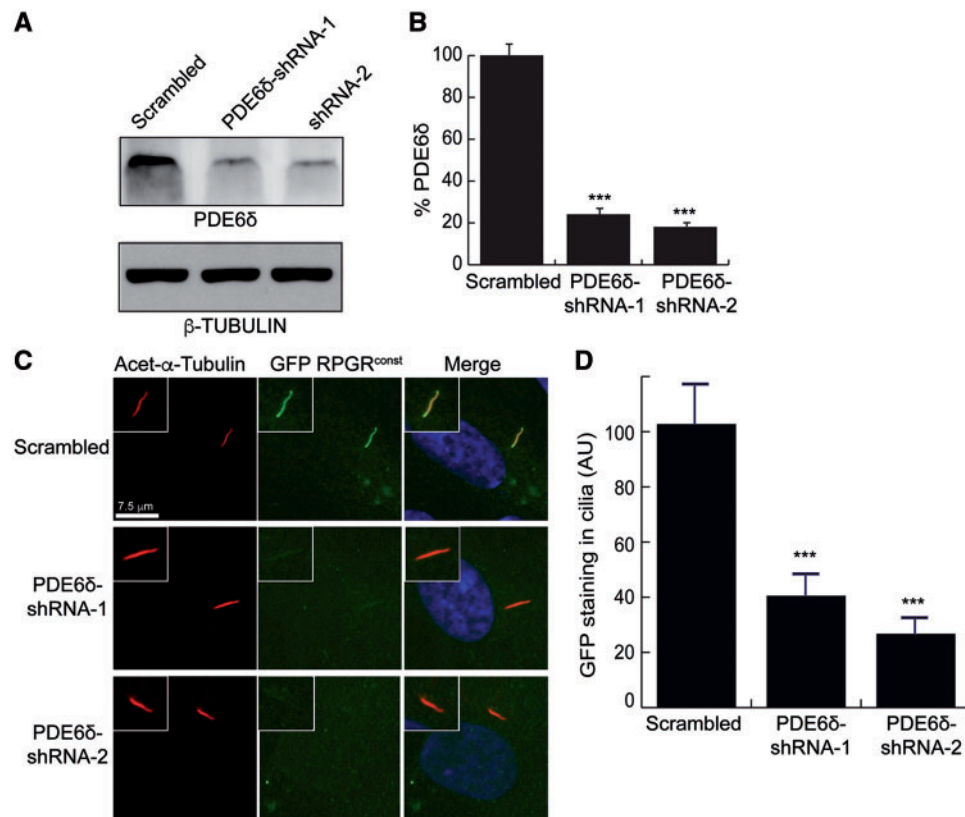 A
Scrambled
PDE6δ-shRNA-1
shRNA-2
PDE6δ
β-TUBULIN
B
% PDE6δ
100
80
60
40
20
0
***
***
Scrambled
PDE6δ-
shRNA-1
PDE6δ-
shRNA-2
C
Acet-α-Tubulin
GFP RPGRconst
Merge
Scrambled
7.5 μm
PDE6δ-
shRNA-1
PDE6δ-
shRNA-2
D
GFP staining in cilia (AU)
100
80
60
40
20
0
***
***
Scrambled
PDE6δ-
shRNA-1
PDE6δ-
shRNA-2